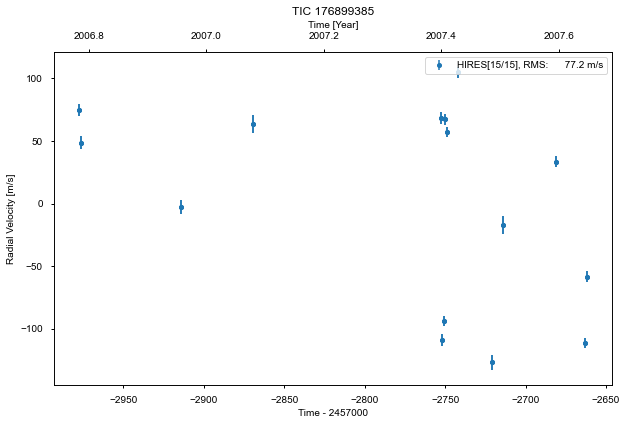 TIC 176899385
Time [Year]
2006.8 2007.0 2007.2 2007.4 2007.6
HIRES[15/15], RMS: 77.2 m/s
100
50
0
−50
−100
Radial Velocity [m/s]
−2950 −2900 −2850 −2800 −2750 −2700 −2650
Time - 2457000